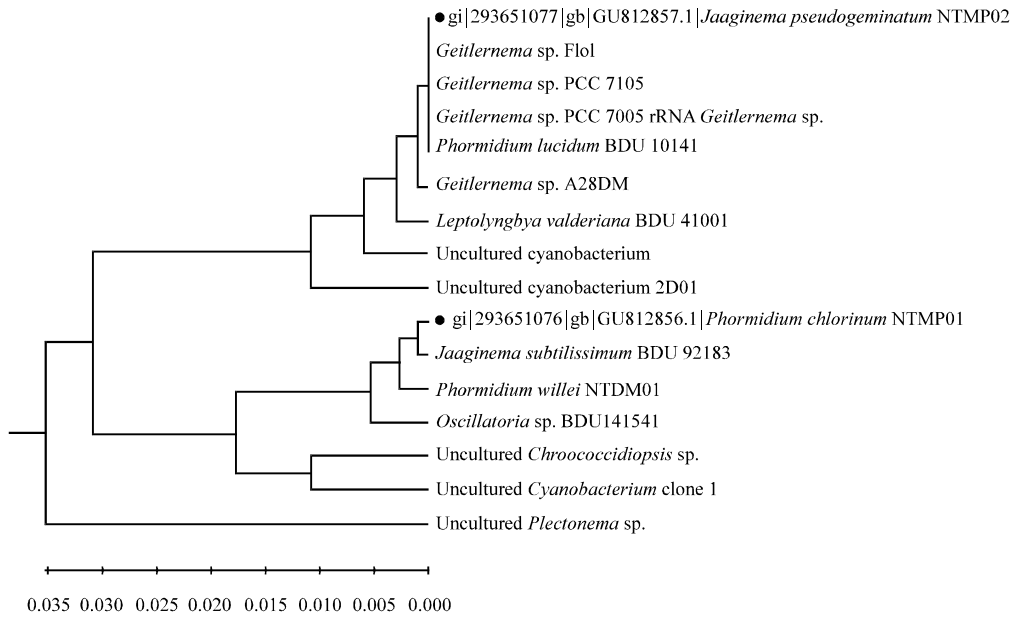 gi|293651077|gb|GU812857.1|Jaaginema pseudogeminatum NTMP02
Geitlernema sp. Flol
Geitlernema sp. PCC 7105
Geitlernema sp. PCC 7005 rRNA Geitlernema sp.
Phormidium lucidum BDU 10141
Geitlernema sp. A28DM
Leptolyngbya valderiana BDU 41001
Uncultured cyanobacterium
Uncultured cyanobacterium 2D01
gi|293651076|gb|GU812856.1|Phormidium chlorinum NTMP01
Jaaginema subtilissimum BDU 92183
Phormidium willei NTDM01
Oscillatoria sp. BDU141541
Uncultured Chroococcidiopsis sp.
Uncultured Cyanobacterium clone 1
Uncultured Plectonema sp.
0.035 0.030 0.025 0.020 0.015 0.010 0.005 0.000